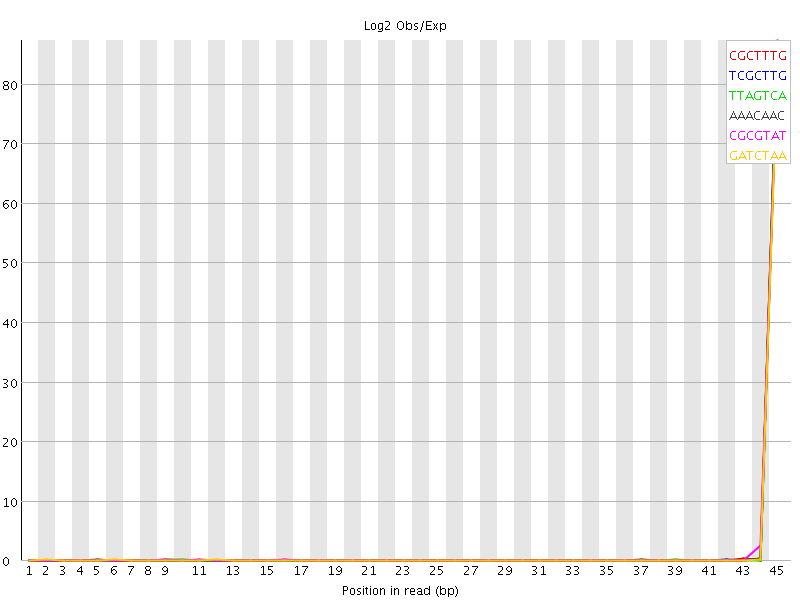 Log2 Obs/Exp
CGCTTTG
TCGCTTG
TTAGTCA
AAACAAC
CGCGTAT
GATCTAA
80
70
60
50
40
30
20
10
0
1 2 3 4 5 6 7 8 9 11 13 15 17 19 21 23 25 27 29 31 33 35 37 39 41 43 45
Position in read (bp)